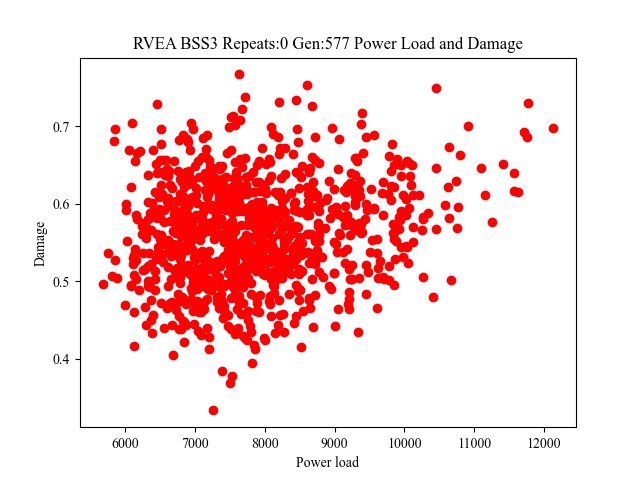 RVEA BSS3 Repeats:0 Gen:577 Power Load and Damage
0.7
0.6
0.5
0.4
Damage
6000 7000 8000 9000 10000 11000 12000
Power load